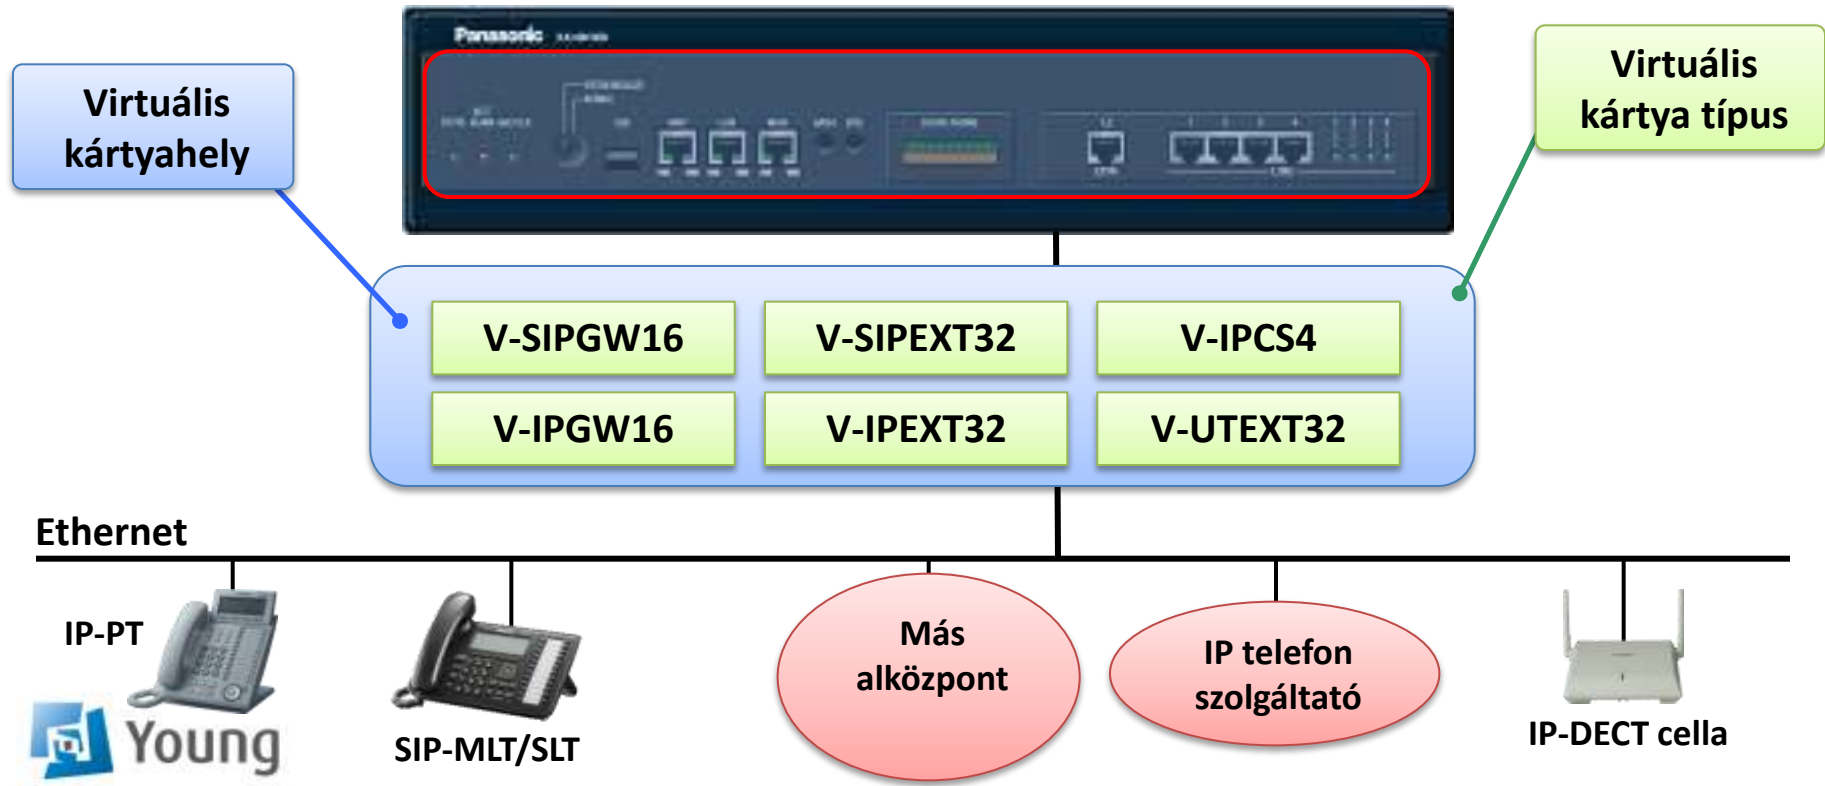 Panasonic
Virtuális
kártyahely
Virtuális
kártya típus
V-SIPGW16
V-SIPEXT32
V-IPCS4
V-IPGW16
V-IPEXT32
V-UTEXT32
Ethernet
IP-PT
Young
SIP-MLT/SLT
Más
alközpont
IP telefon
szolgáltató
IP-DECT cella